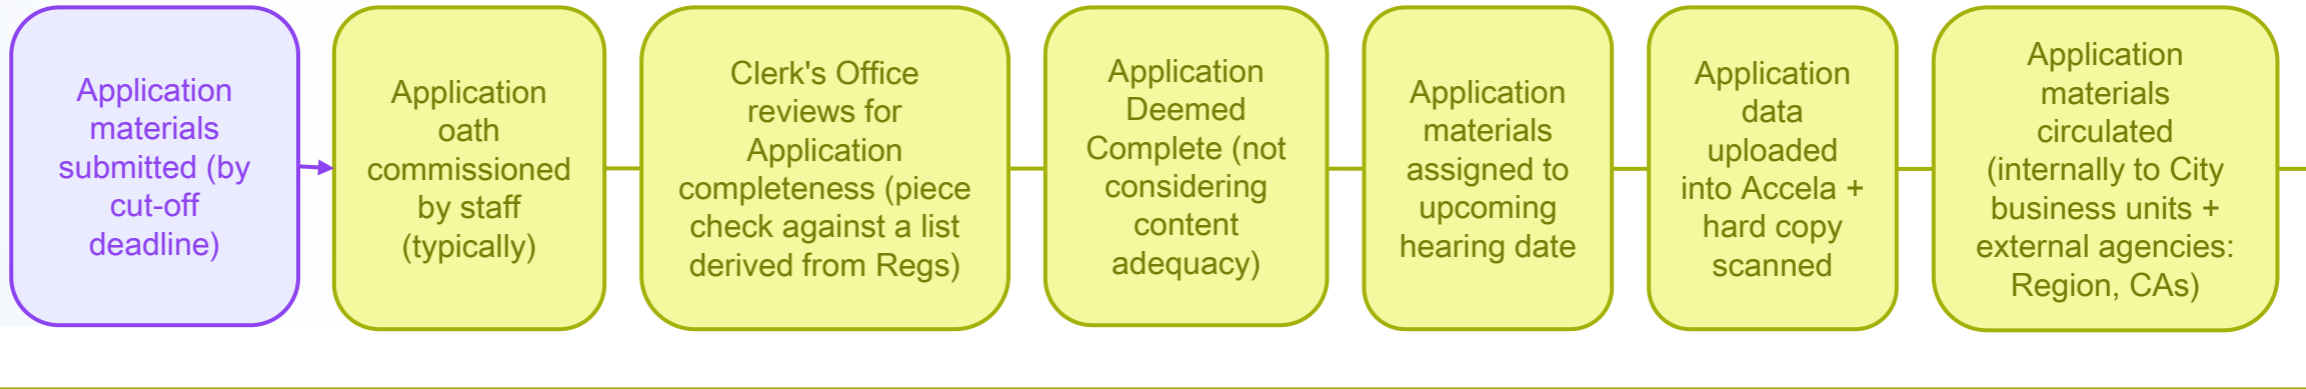 Application
materials
submitted (by
cut-off
deadline)
Application
oath
commissioned
by staff
(typically)
Clerk's Office
reviews for
Application
completeness (piece
check against a list
derived from Regs)
Application
Deemed
Complete (not
considering
content
adequacy)
Application
materials
assigned to
upcoming
hearing date
Application
data
uploaded
into Accela +
hard copy
scanned
Application
materials
circulated
(internally to City
business units +
external agencies:
Region, CAs)